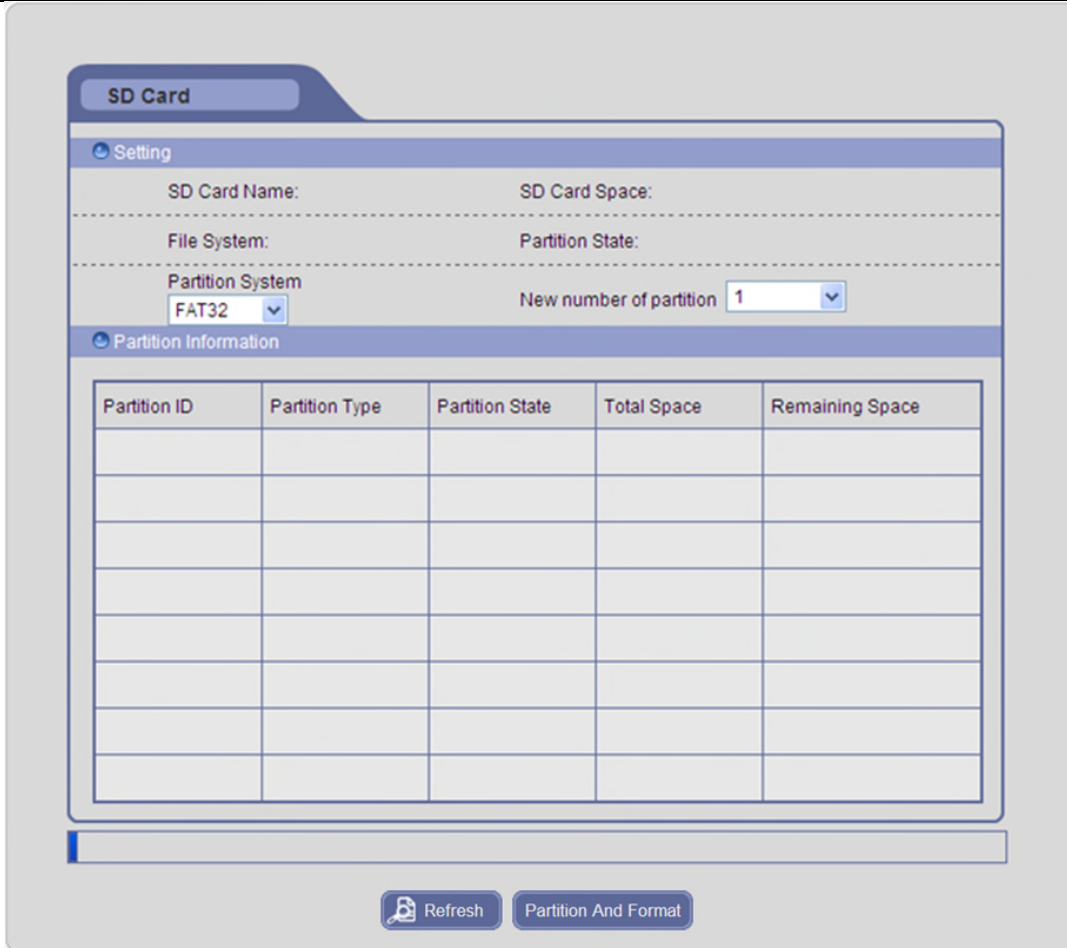 SD Card
Setting
SD Card Name: SD Card Space:
File System: Partition State:
Partition System
FAT32 New number of partition 1
Partition Information
Partition ID Partition Type Partition State Total Space Remaining Space
Refresh Partition And Format